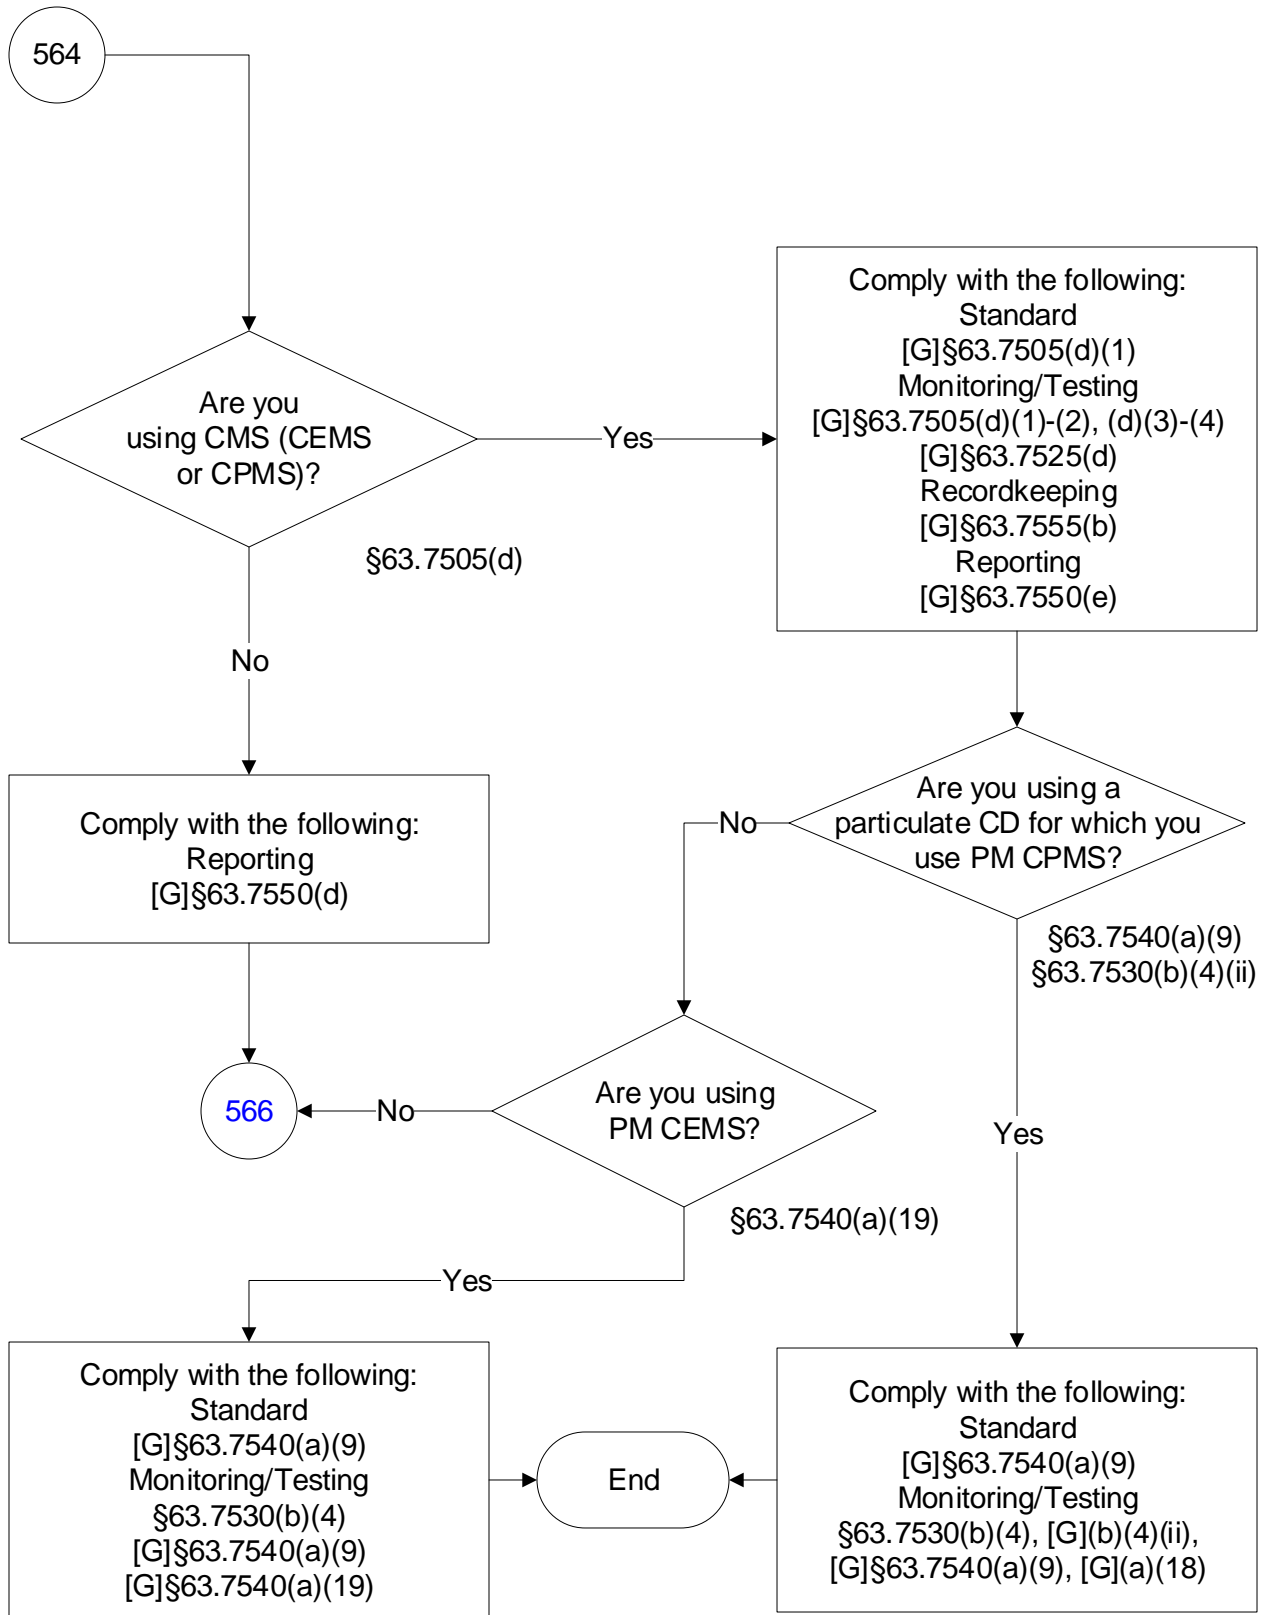 564
Are you
using CMS (CEMS
or CPMS)?
Yes
§63.7505(d)
No
Comply with the following:
Standard
[G]§63.7505(d)(1)
Monitoring/Testing
[G]§63.7505(d)(1)-(2), (d)(3)-(4)
[G]§63.7525(d)
Recordkeeping
[G]§63.7555(b)
Reporting
[G]§63.7550(e)
Comply with the following:
Reporting
[G]§63.7550(d)
Are you using a
particulate CD for which you
use PM CPMS?
No
§63.7540(a)(9)
§63.7530(b)(4)(ii)
Yes
566
No
Are you using
PM CEMS?
§63.7540(a)(19)
Yes
Comply with the following:
Standard
[G]§63.7540(a)(9)
Monitoring/Testing
§63.7530(b)(4)
[G]§63.7540(a)(9)
[G]§63.7540(a)(19)
End
Comply with the following:
Standard
[G]§63.7540(a)(9)
Monitoring/Testing
§63.7530(b)(4), [G](b)(4)(ii),
[G]§63.7540(a)(9), [G](a)(18)